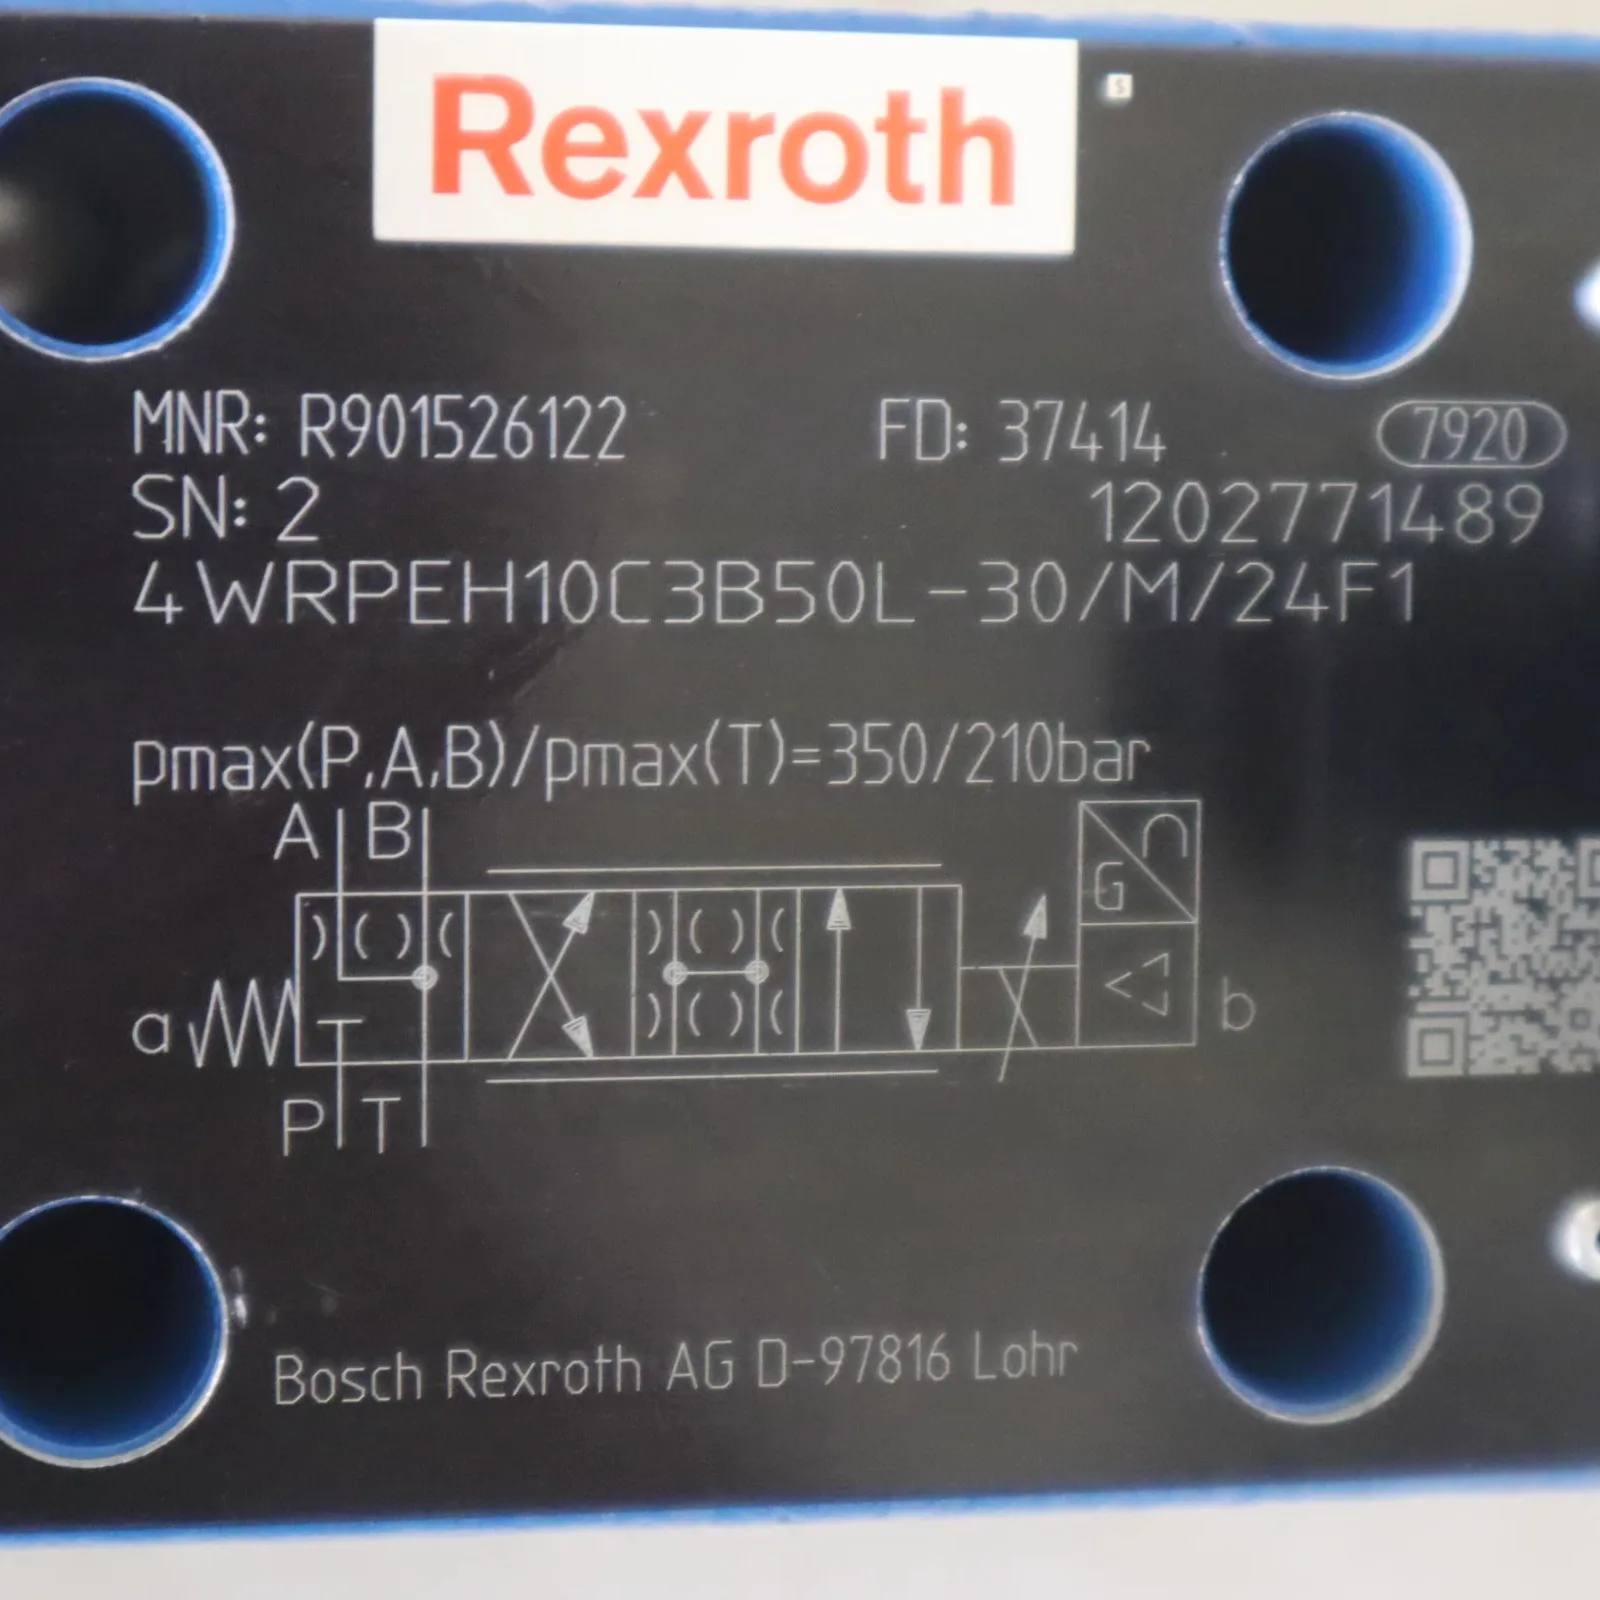 Rexroth
S
MNR: R901526122 FD: 37414 7920
SN: 2 1202771489
4WRPEH10C3B50L-30/M/24F1
pmax(P,A,B)/pmax(T)=350/210bar
A B
G U
a b
T
P T
Bosch Rexroth AG D-97816 Lohr